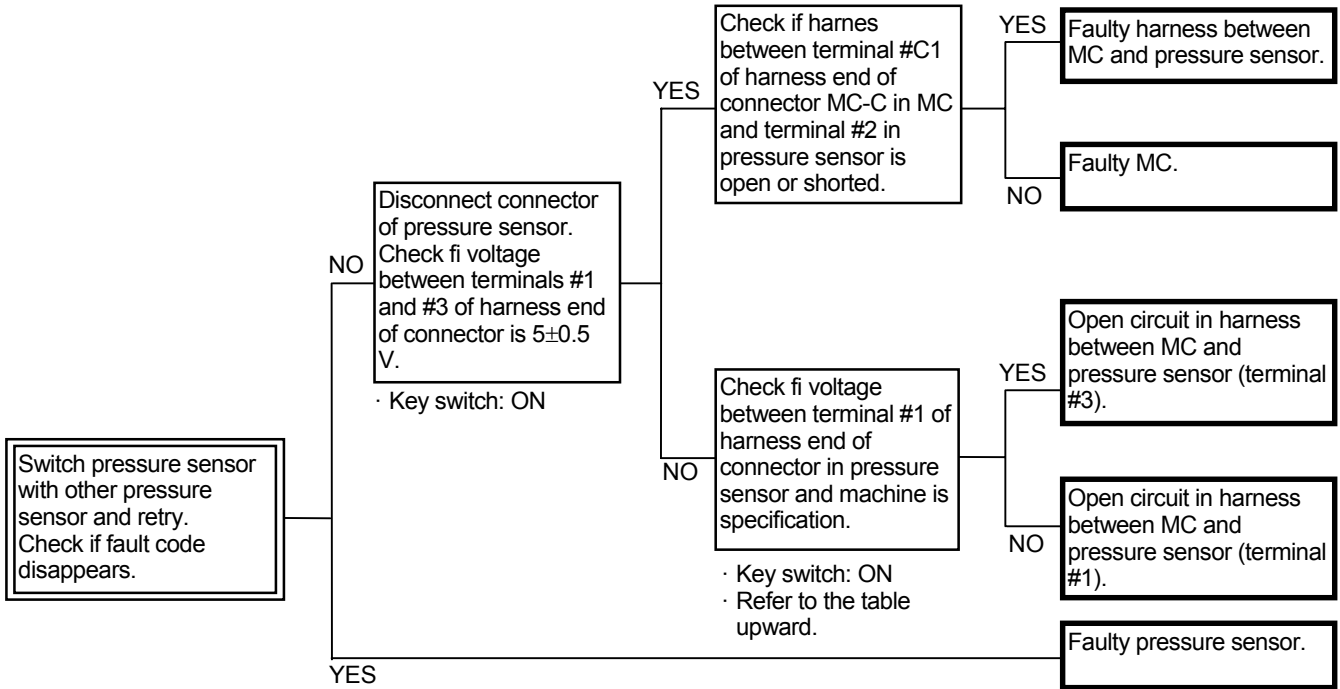 Switch pressure sensor
with other pressure
sensor and retry.
Check if fault code
disappears.
NO
Disconnect connector
of pressure sensor.
Check fi voltage
between terminals #1
and #3 of harness end
of connector is 5±0.5
V.
· Key switch: ON
YES
Check if harnes
between terminal #C1
of harness end of
connector MC-C in MC
and terminal #2 in
pressure sensor is
open or shorted.
YES
Faulty harness between
MC and pressure sensor.
NO
Faulty MC.
NO
Check fi voltage
between terminal #1 of
harness end of
connector in pressure
sensor and machine is
specification.
· Key switch: ON
· Refer to the table
upward.
YES
Open circuit in harness
between MC and
pressure sensor (terminal
#3).
NO
Open circuit in harness
between MC and
pressure sensor (terminal
#1).
YES
Faulty pressure sensor.